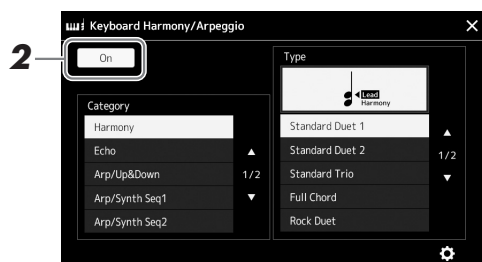 Keyboard Harmony/Arpeggio
2
On
Type
Lead
Harmony
Category
Harmony
Echo
Arp/Up&Down
Arp/Synth Seq1
Arp/Synth Seq2
1/2
Standard Duet 1
Standard Duet 2
Standard Trio
Full Chord
Rock Duet
1/2